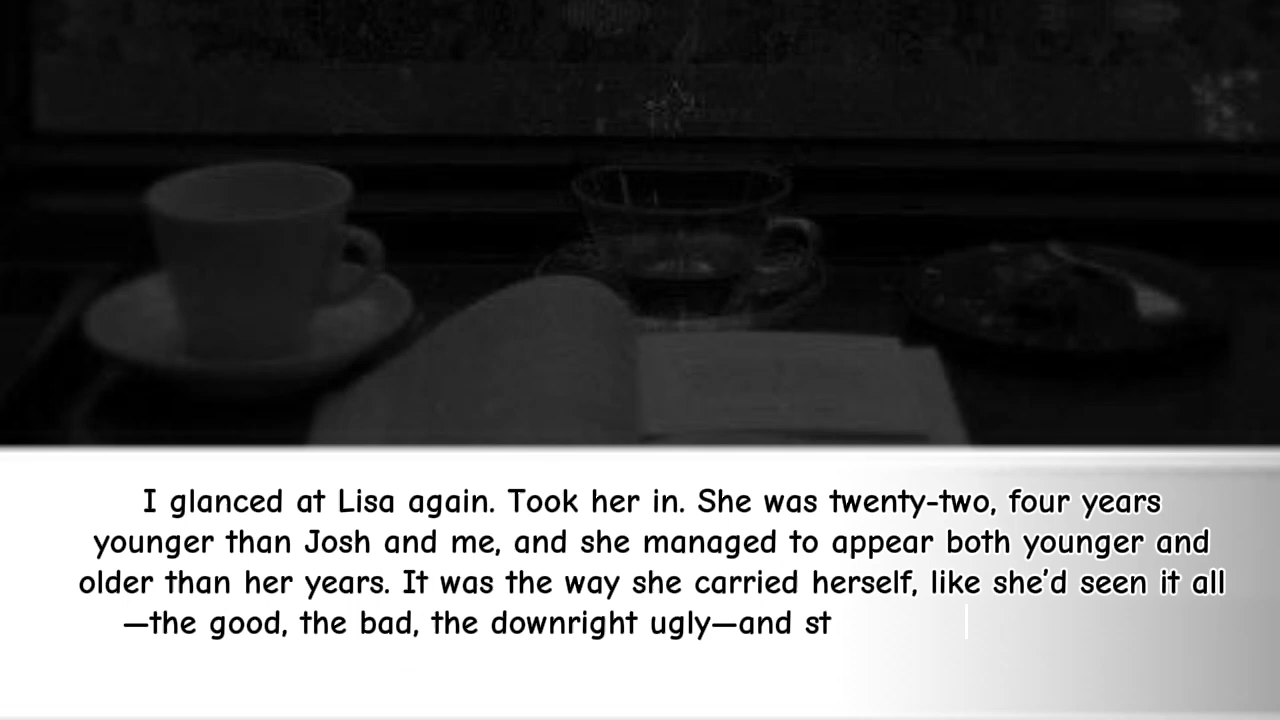 I glanced at Lisa again. Took her in. She was twenty-two, four years
younger than Josh and me, and she managed to appear both younger and
older than her years. It was the way she carried herself, like she’d seen it all
—the good, the bad, the downright ugly—and st